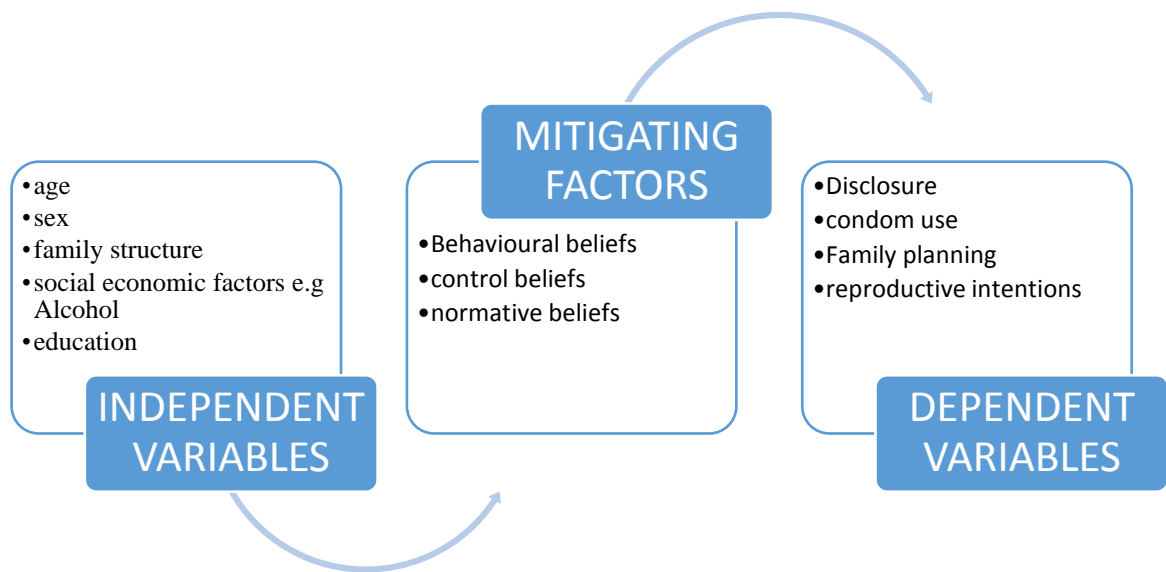 •age
•sex
•family structure
•social economic factors e.g
Alcohol
•education
INDEPENDENT
VARIABLES
MITIGATING
FACTORS
•Behavioural beliefs
•control beliefs
•normative beliefs
•Disclosure
•condom use
•Family planning
•reproductive intentions
DEPENDENT
VARIABLES